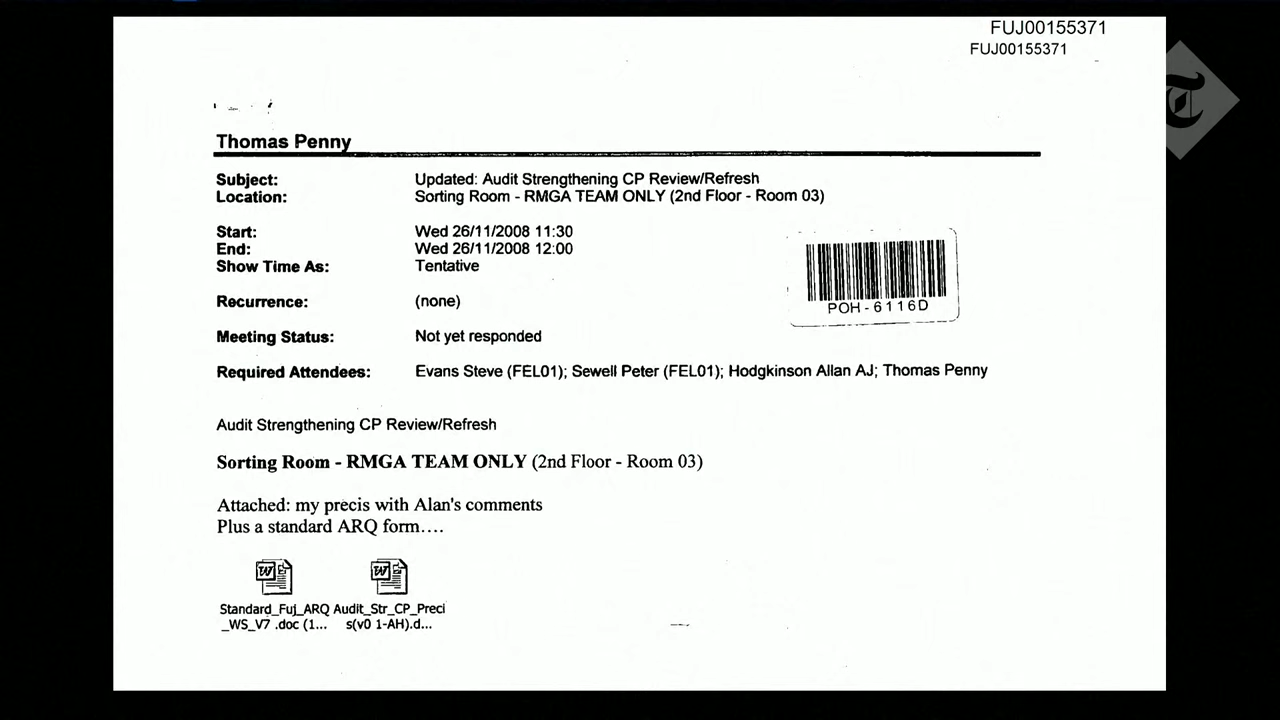 FUJ00155371
FUJ00155371
Thomas Penny
Subject: Updated: Audit Strengthening CP Review/Refresh
Location: Sorting Room - RMGA TEAM ONLY (2nd Floor - Room 03)
Start: Wed 26/11/2008 11:30
End: Wed 26/11/2008 12:00
Show Time As: Tentative
Recurrence: (none)
POH-6116D
Meeting Status: Not yet responded
Required Attendees: Evans Steve (FEL01); Sewell Peter (FEL01); Hodgkinson Allan AJ; Thomas Penny
Audit Strengthening CP Review/Refresh
Sorting Room - RMGA TEAM ONLY (2nd Floor - Room 03)
Attached: my precis with Alan's comments
Plus a standard ARQ form....
Standard_Fuj_ARQ Audit_Str_CP_Preci
_WS_V7 .doc (1... s(v0 1-AH).d...